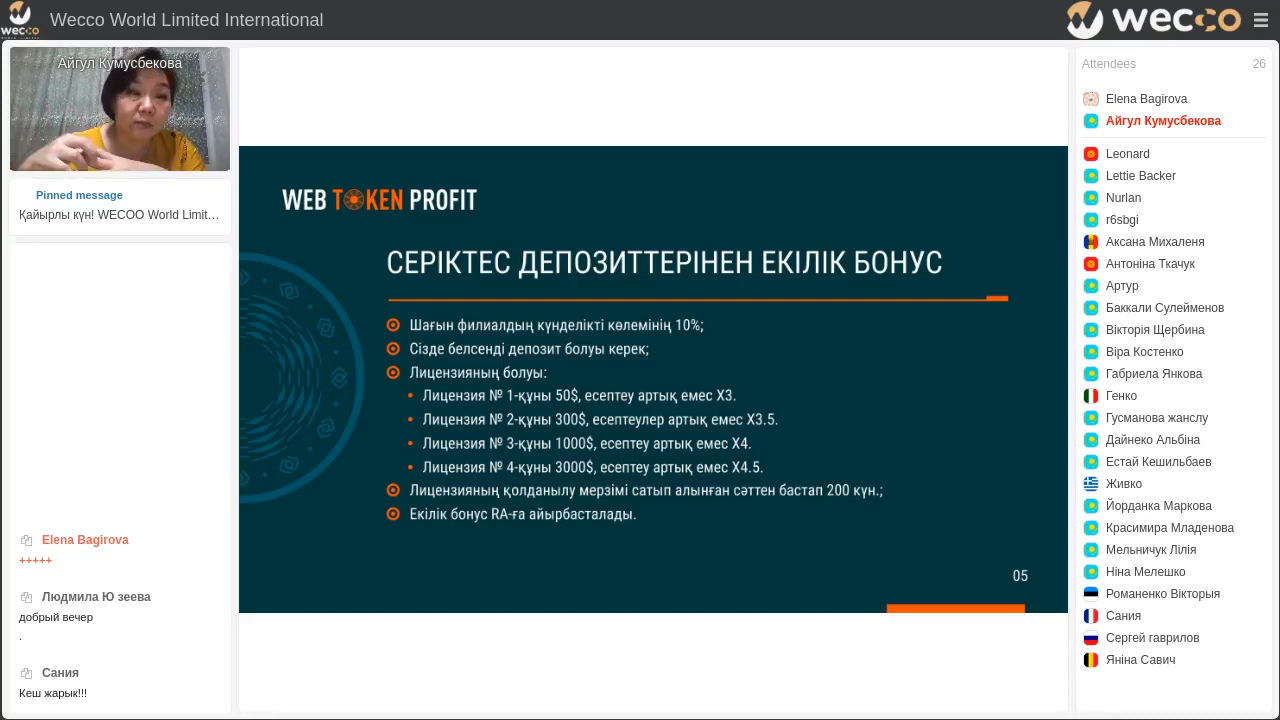 wecco
Wecco World Limited International
wecco
Айгул Кумусбекова
Pinned message
Қайырлы күн! WECOO World Limit…
Elena Bagirova
+++++
Людмила Ю зеева
добрый вечер
.
Сания
Кеш жарык!!!
WEB TOKEN PROFIT
СЕРІКТЕС ДЕПОЗИТТЕРІНЕН ЕКІЛІК БОНУС
Шағын филиалдың күнделікті көлемінің 10%;
Сізде белсенді депозит болуы керек;
Лицензияның болуы:
Лицензия № 1-құны 50$, есептеу артық емес X3.
Лицензия № 2-құны 300$, есептеулер артық емес X3.5.
Лицензия № 3-құны 1000$, есептеу артық емес X4.
Лицензия № 4-құны 3000$, есептеу артық емес X4.5.
Лицензияның қолданылу мерзімі сатып алынған сәттен бастап 200 күн.;
Екілік бонус RA-ға айырбасталады.
05
Attendees 26
Elena Bagirova
Айгул Кумусбекова
Leonard
Lettie Backer
Nurlan
r6sbgi
Аксана Михаленя
Антоніна Ткачук
Артур
Баккали Сулейменов
Вікторія Щербина
Віра Костенко
Габриела Янкова
Генко
Гусманова жанслу
Дайнеко Альбіна
Естай Кешильбаев
Живко
Йорданка Маркова
Красимира Младенова
Мельничук Лілія
Ніна Мелешко
Романенко Вікторыя
Сания
Сергей гаврилов
Яніна Савич